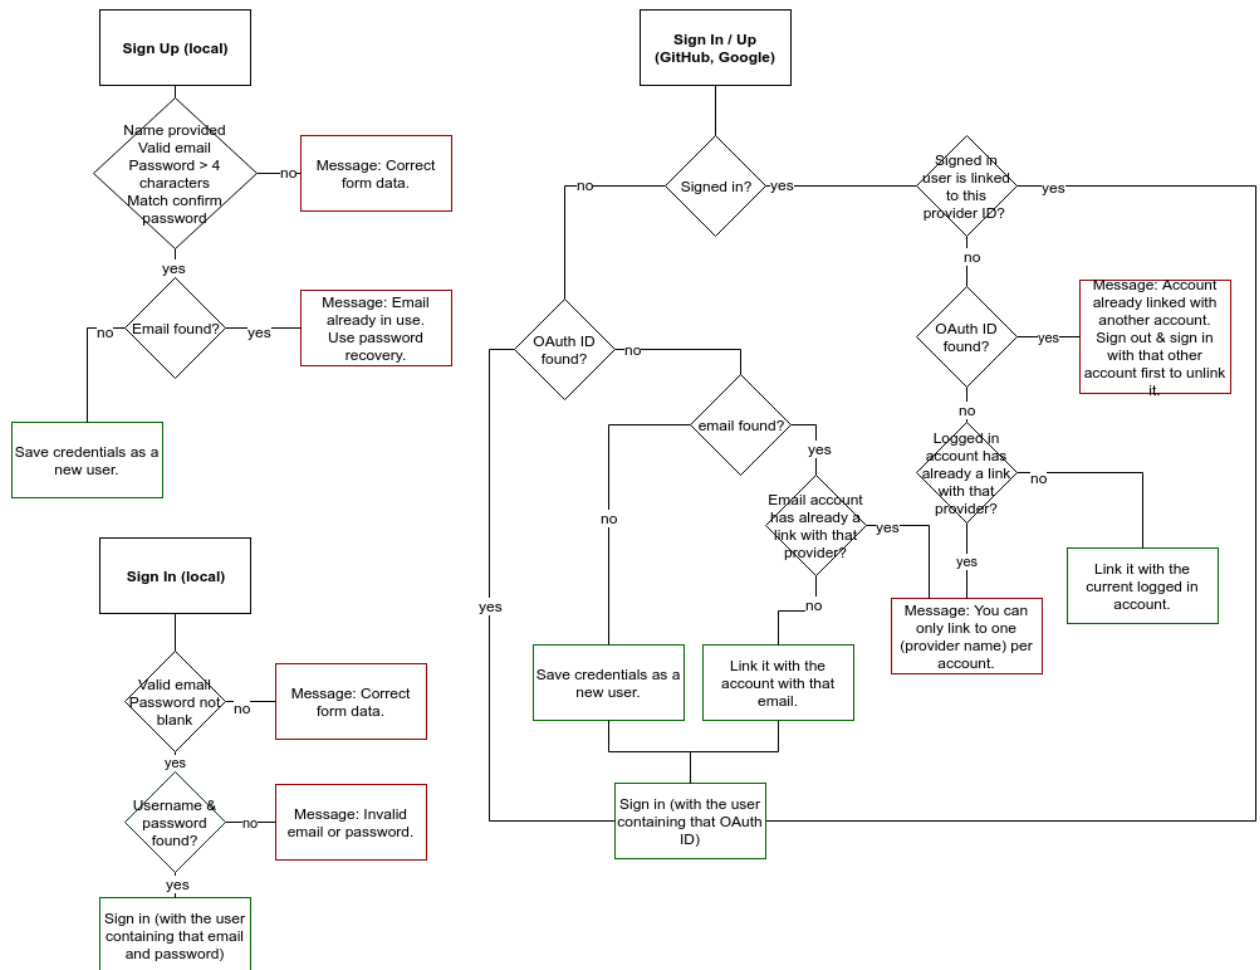 Sign Up (local)
Name provided
Valid email
Password > 4
characters
Match confirm
password
no
Message: Correct
form data.
yes
Email found?
no
yes
Message: Email
already in use.
Use password
recovery.
Save credentials as a
new user.
Sign In (local)
Valid email
Password not
blank
no
Message: Correct
form data.
yes
Username &
password
found?
no
Message: Invalid
email or password.
yes
Sign in (with the user
containing that email
and password)
Sign In / Up
(GitHub, Google)
Signed in?
no
yes
Signed in
user is linked
to this
provider ID?
yes
no
OAuth ID
found?
no
yes
email found?
no
yes
Email account
has already a
link with that
provider?
yes
no
OAuth ID
found?
yes
Message: Account
already linked with
another account.
Sign out & sign in
with that other
account first to unlink
it.
no
Logged in
account has
already a link
with that
provider?
no
yes
Link it with the
current logged in
account.
Message: You can
only link to one
(provider name) per
account.
Save credentials as a
new user.
Link it with the
account with that
email.
Sign in (with the user
containing that OAuth
ID)